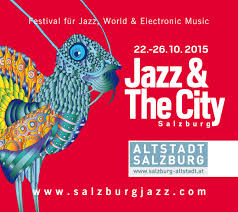 Festival für Jazz, World & Electronic Music
22.-26.10.2015
Jazz &
The City
Salzburg
ALTSTADT
SALZBURG
www.salzburg-altstadt.at
www.salzburgjazz.com